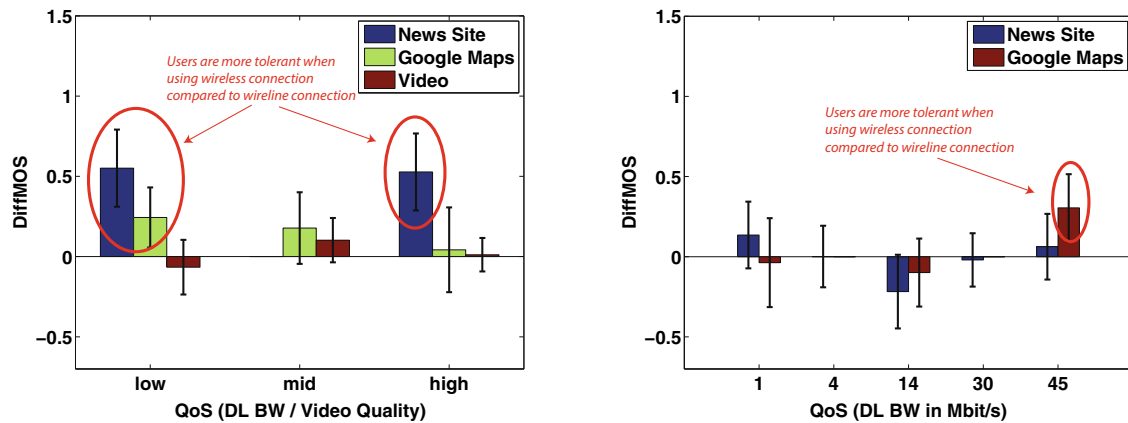 1.5
1
0.5
0
−0.5
DiffMOS
News Site
Google Maps
Video
Users are more tolerant when
using wireless connection
compared to wireline connection
low
mid
high
QoS (DL BW / Video Quality)
1.5
1
0.5
0
−0.5
DiffMOS
News Site
Google Maps
Users are more tolerant when
using wireless connection
compared to wireline connection
1
4
14
30
45
QoS (DL BW in Mbit/s)